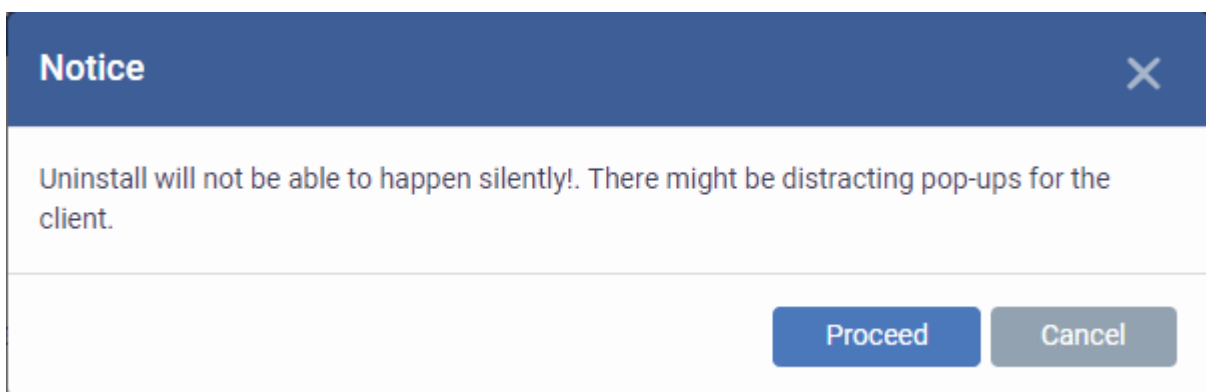 Notice
Uninstall will not be able to happen silently!. There might be distracting pop-ups for the
client.
Proceed
Cancel